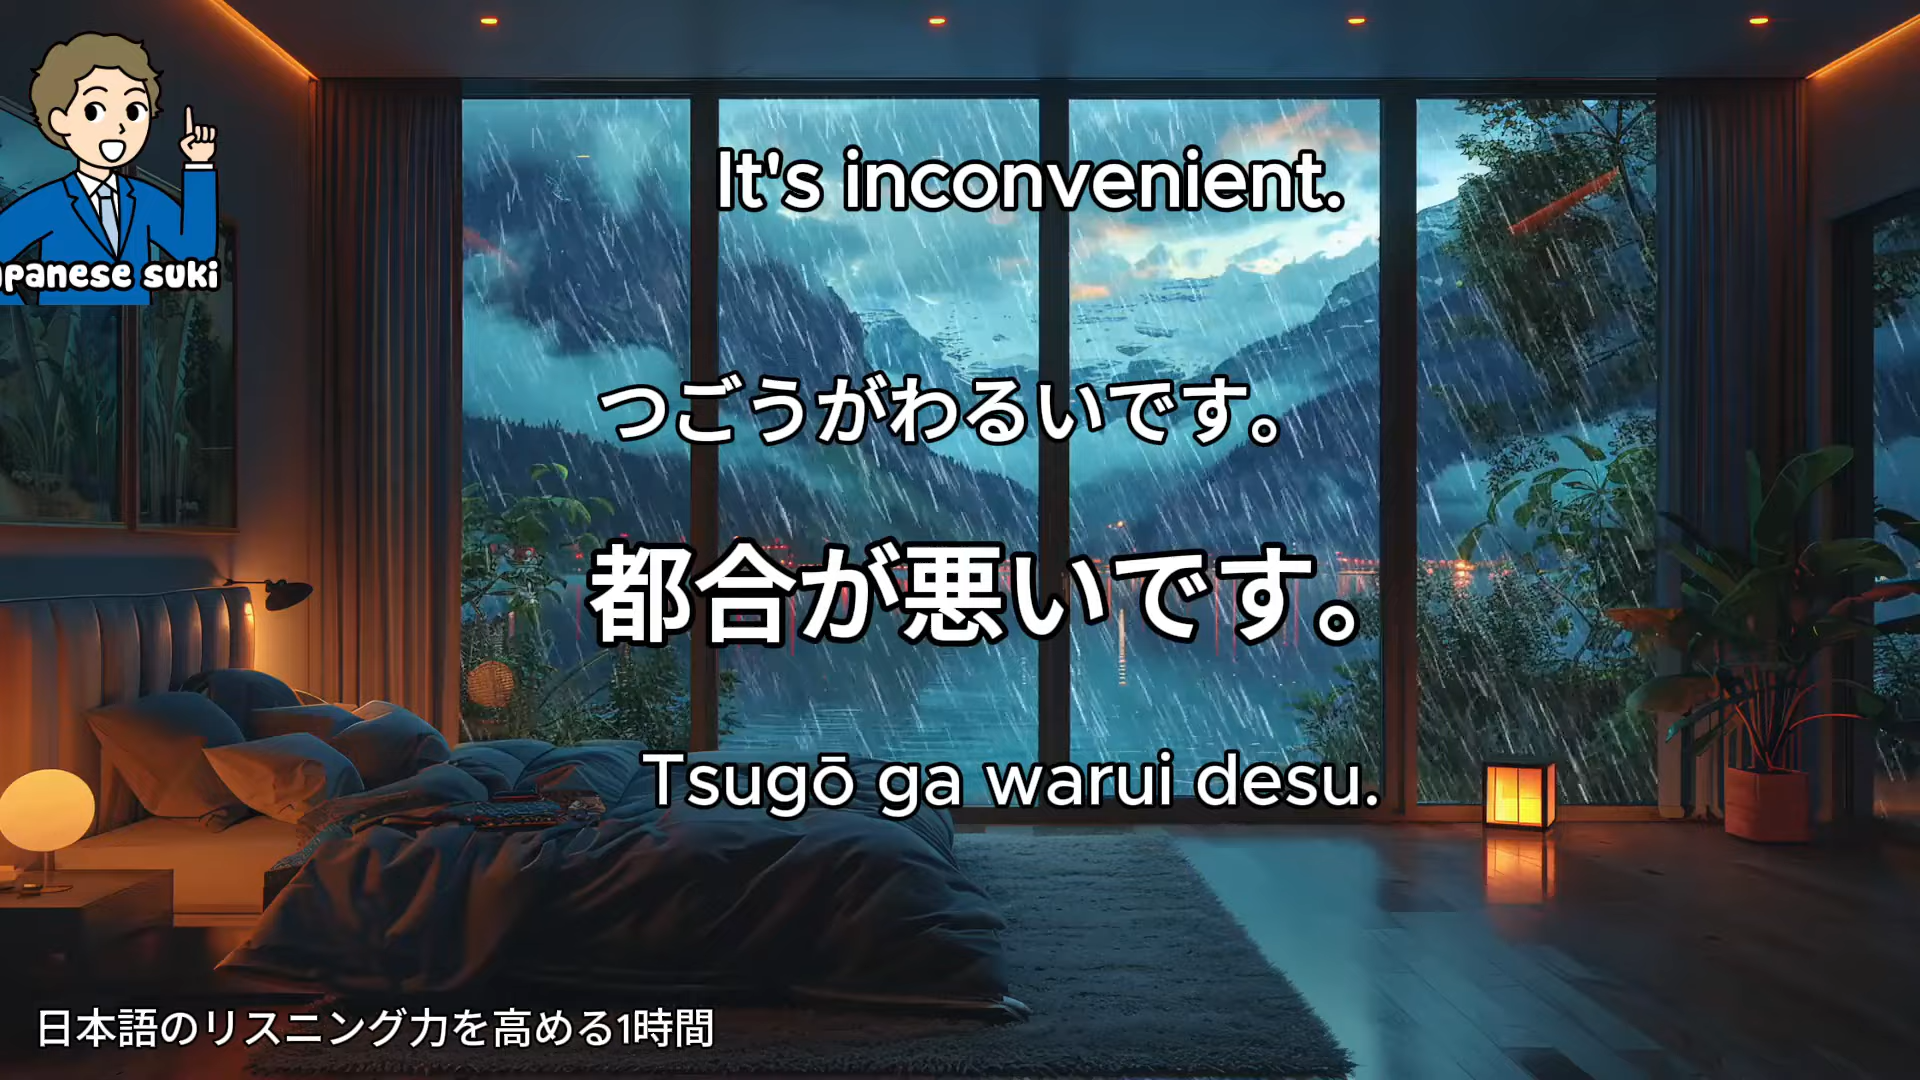 It's inconvenient.
panese suki
つごうがわるいです。
都合が悪いです。
Tsugō ga warui desu.
日本語のリスニング力を高める1時間